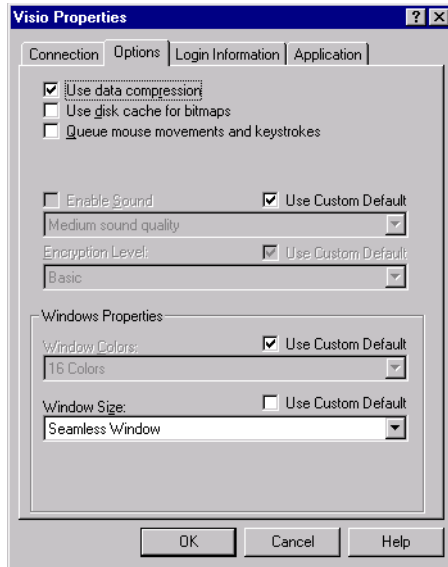 Visio Properties
Connection Options Login Information Application
Use data compression
Use disk cache for bitmaps
Queue mouse movements and keystrokes
Enable Sound Use Custom Default
Medium sound quality
Encryption Level: Use Custom Default
Basic
Windows Properties
Window Colors: Use Custom Default
16 Colors
Window Size: Use Custom Default
Seamless Window
OK Cancel Help